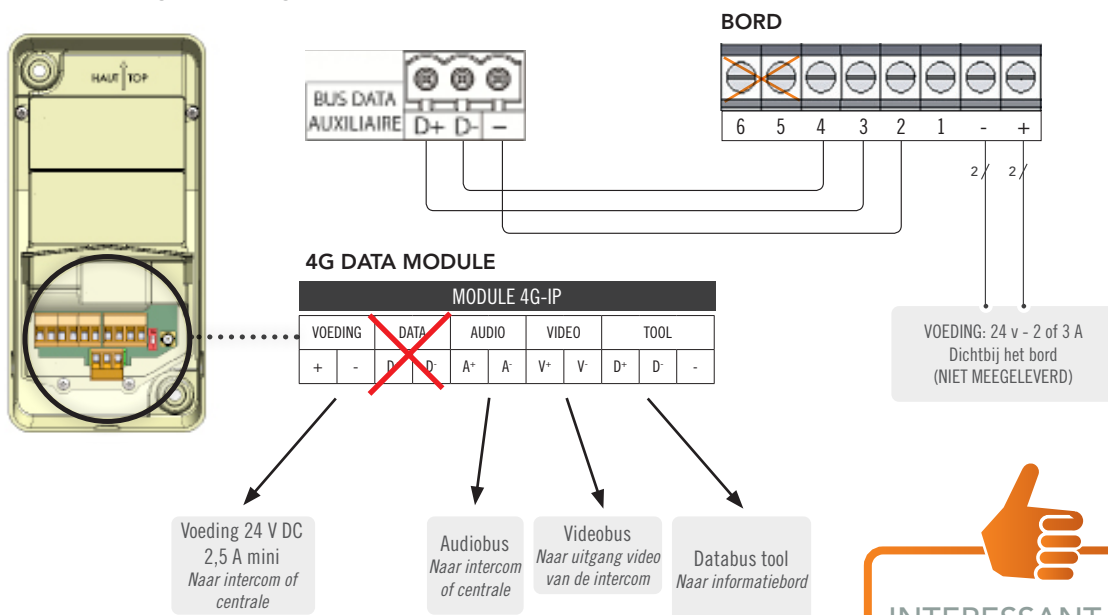 BORD
HAUT TOP
BUS DATA
AUXILIAIRE D+ D- –
6 5 4 3 2 1 - +
2 2
4G DATA MODULE
MODULE 4G-IP
VOEDING DATA AUDIO VIDEO TOOL
+ - D D- A+ A- V+ V- D+ D- -
VOEDING: 24 v - 2 of 3 A
Dichtbij het bord
(NIET MEEGELEVERD)
Voeding 24 V DC
2,5 A mini
Naar intercom of
centrale
Audiobus
Naar intercom
of centrale
Videobus
Naar uitgang video
van de intercom
Databus tool
Naar informatiebord
INTERESSANT